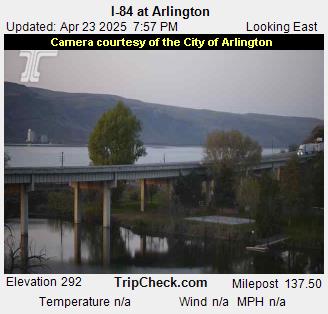 I-84 at Arlington
Updated: Apr 23 2025 7:57 PM Looking East
Camera courtesy of the City of Arlington
Elevation 292 TripCheck.com Milepost 137.50
Temperature n/a Wind n/a MPH n/a